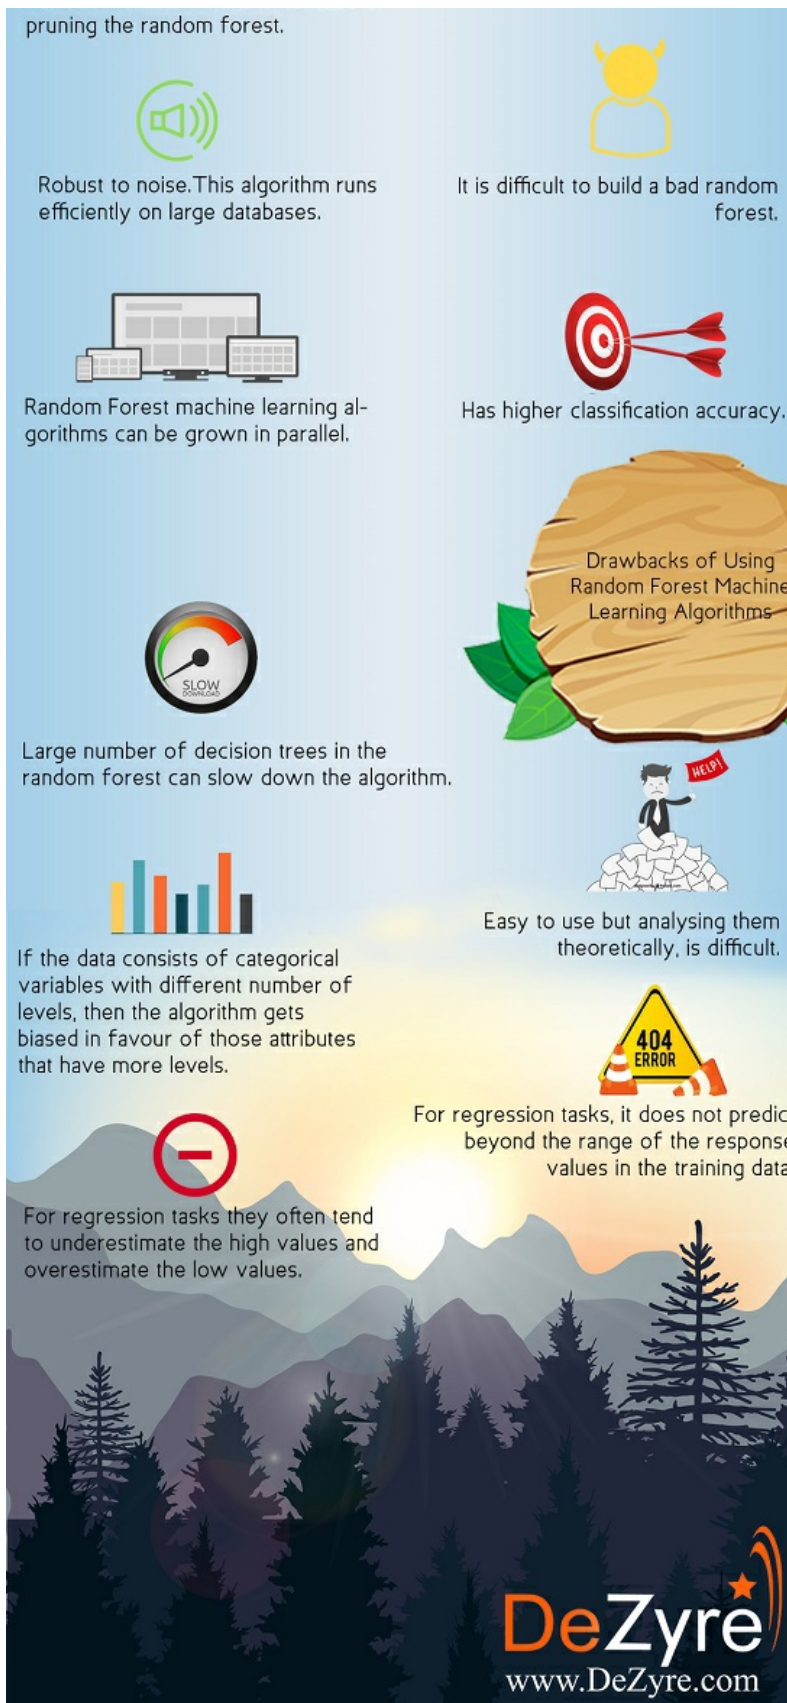 pruning the random forest.
Robust to noise. This algorithm runs
efficiently on large databases.
It is difficult to build a bad random
forest.
Random Forest machine learning al-
gorithms can be grown in parallel.
Has higher classification accuracy.
Drawbacks of Using
Random Forest Machine
Learning Algorithms
SLOW
DOWNLOAD
Large number of decision trees in the
random forest can slow down the algorithm.
HELP!
Easy to use but analysing them
theoretically, is difficult.
If the data consists of categorical
variables with different number of
levels, then the algorithm gets
biased in favour of those attributes
that have more levels.
404
ERROR
For regression tasks, it does not predic
beyond the range of the response
values in the training data
For regression tasks they often tend
to underestimate the high values and
overestimate the low values.
DeZyre
www.DeZyre.com